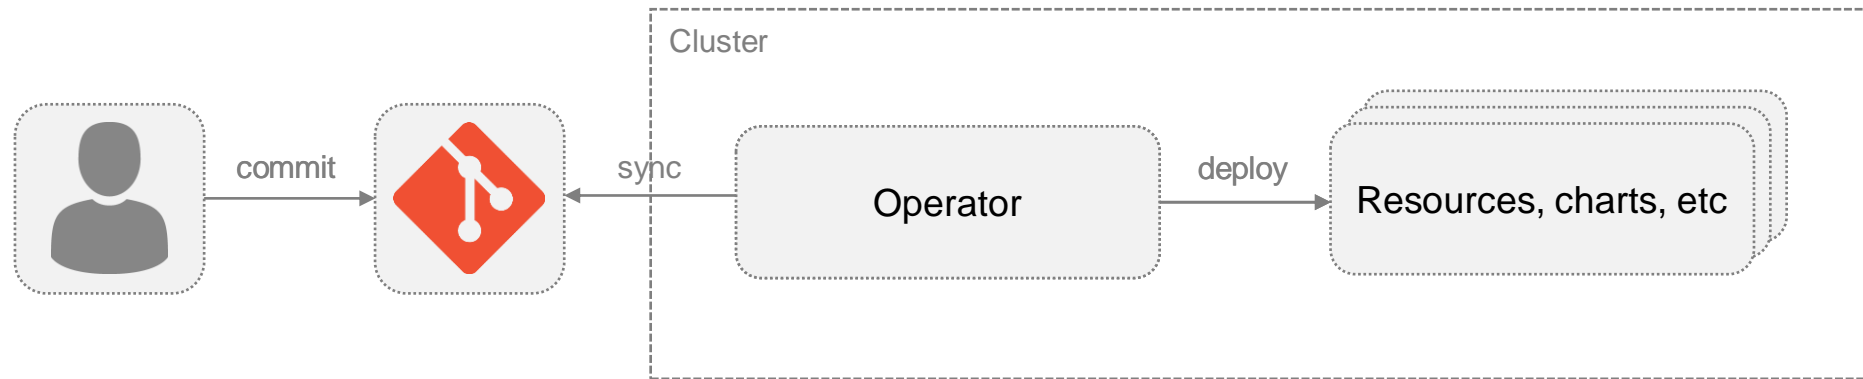 Cluster
commit
sync
Operator
deploy
Resources, charts, etc